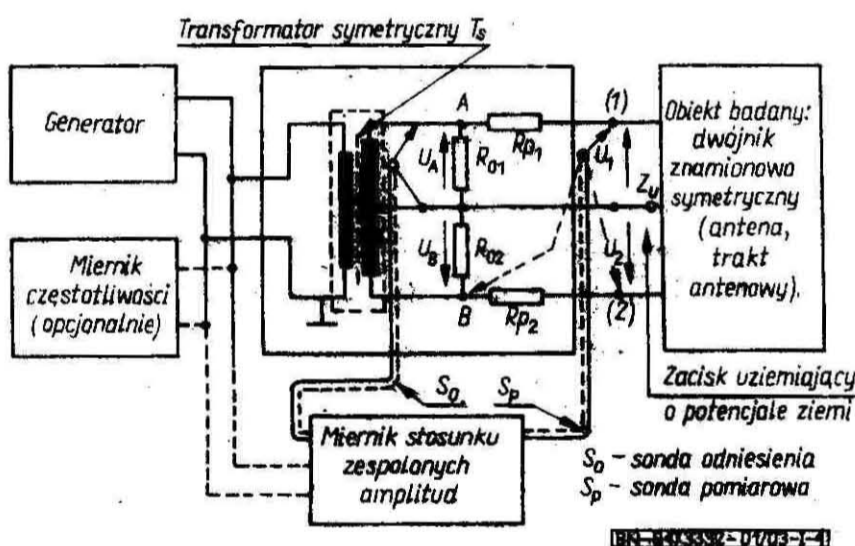 Transformator symetryczny Ts
Generator
Miernik
częstotliwości
(opcjonalnie)
A
Rp1
(1)
UA
R01
U1
Zu
UB
R02
U2
B
Rp2
(2)
Obiekt badany:
dwójnik
znamionowo
symetryczny
(antena,
trakt
antenowy).
So
Sp
Miernik stosunku
zespolonych
amplitud
Zacisk uziemiający
o potencjale ziemi
So - sonda odniesienia
Sp - sonda pomiarowa